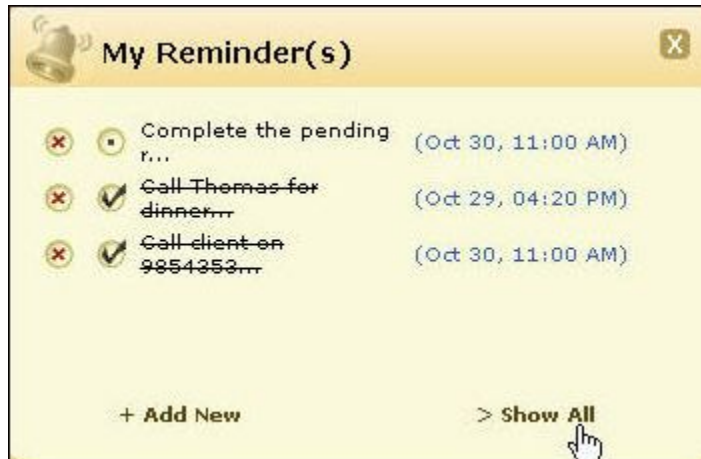 My Reminder(s)
X
Complete the pending
r...
(Oct 30, 11:00 AM)
Call Thomas for
dinner...
(Oct 29, 04:20 PM)
Call client on
9854353...
(Oct 30, 11:00 AM)
+ Add New
> Show All